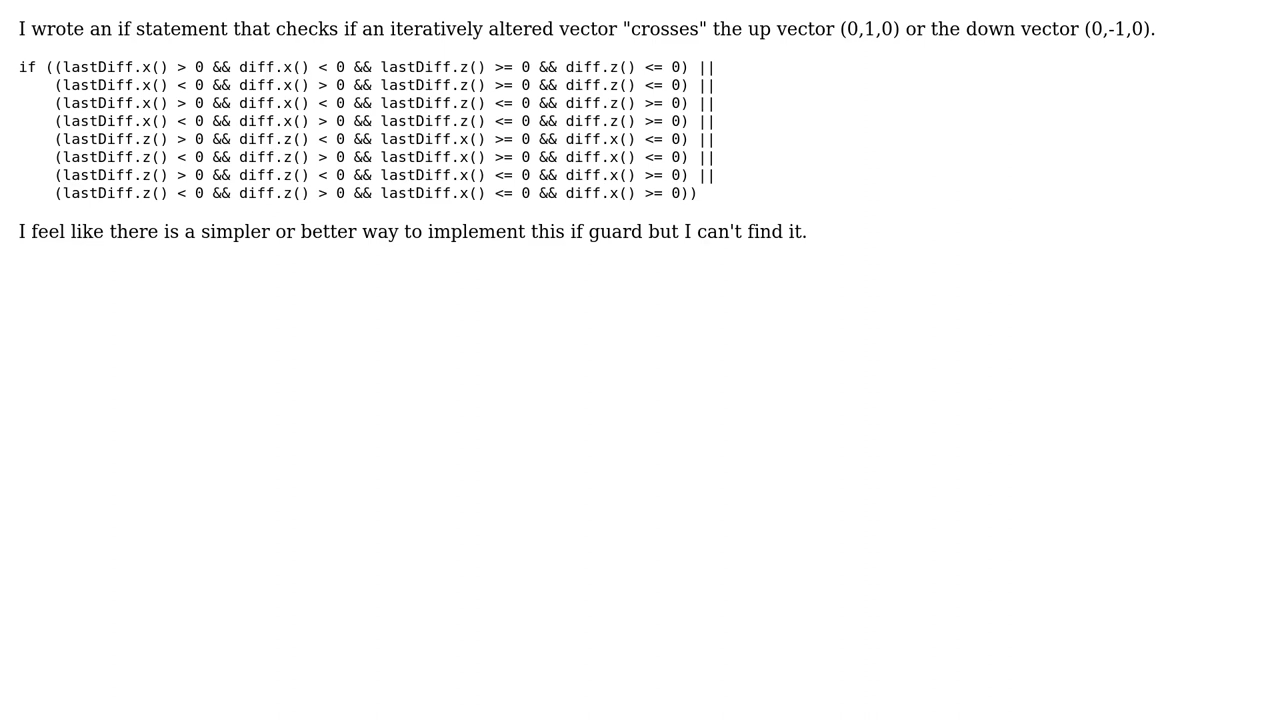 I wrote an if statement that checks if an iteratively altered vector "crosses" the up vector (0,1,0) or the down vector (0,-1,0).
if ((lastDiff.x() > 0 && diff.x() < 0 && lastDiff.z() >= 0 && diff.z() <= 0) ||
    (lastDiff.x() < 0 && diff.x() > 0 && lastDiff.z() >= 0 && diff.z() <= 0) ||
    (lastDiff.x() > 0 && diff.x() < 0 && lastDiff.z() <= 0 && diff.z() >= 0) ||
    (lastDiff.x() < 0 && diff.x() > 0 && lastDiff.z() <= 0 && diff.z() >= 0) ||
    (lastDiff.z() > 0 && diff.z() < 0 && lastDiff.x() >= 0 && diff.x() <= 0) ||
    (lastDiff.z() < 0 && diff.z() > 0 && lastDiff.x() >= 0 && diff.x() <= 0) ||
    (lastDiff.z() > 0 && diff.z() < 0 && lastDiff.x() <= 0 && diff.x() >= 0) ||
    (lastDiff.z() < 0 && diff.z() > 0 && lastDiff.x() <= 0 && diff.x() >= 0))
I feel like there is a simpler or better way to implement this if guard but I can't find it.